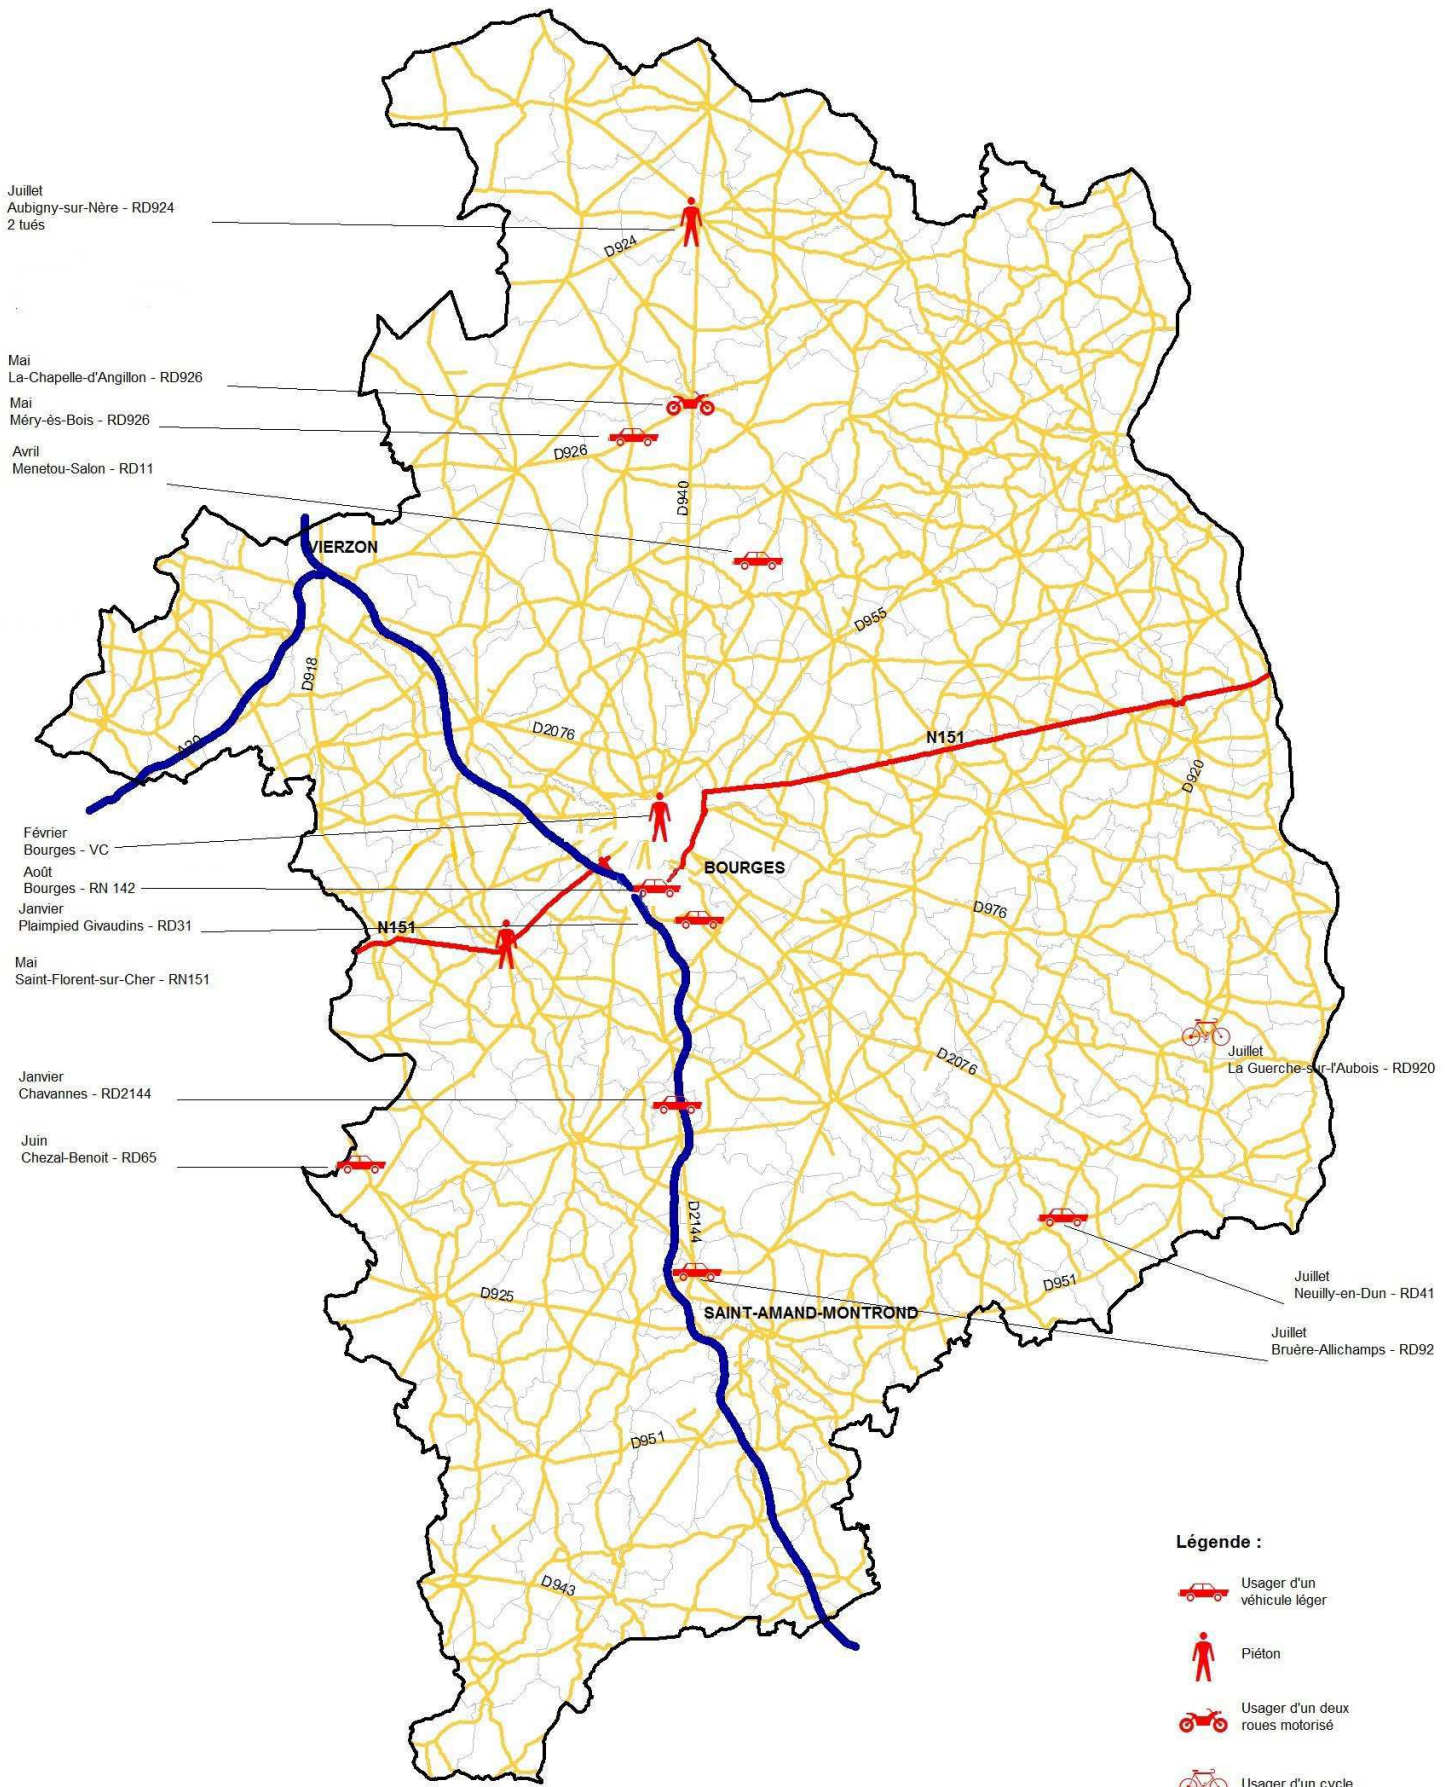 Juillet
Aubigny-sur-Nère - RD924
2 tués
D924
Mai
La-Chapelle-d'Angillon - RD926
Mai
Méry-ès-Bois - RD926
D926
Avril
Menetou-Salon - RD11
D940
VIERZON
D955
D918
D2076
N151
A20
D920
Février
Bourges - VC
Août
Bourges - RN 142
BOURGES
Janvier
Plaimpied Givaudins - RD31
N151
D976
Mai
Saint-Florent-sur-Cher - RN151
Juillet
La Guerche-sur-l'Aubois - RD920
D2076
Janvier
Chavannes - RD2144
Juin
Chezal-Benoit - RD65
D2144
D925
D951
Juillet
Neuilly-en-Dun - RD41
SAINT-AMAND-MONTROND
Juillet
Bruère-Allichamps - RD92
D951
D943
Légende :
Usager d'un
véhicule léger
Piéton
Usager d'un deux
roues motorisé
Usager d'un cycle